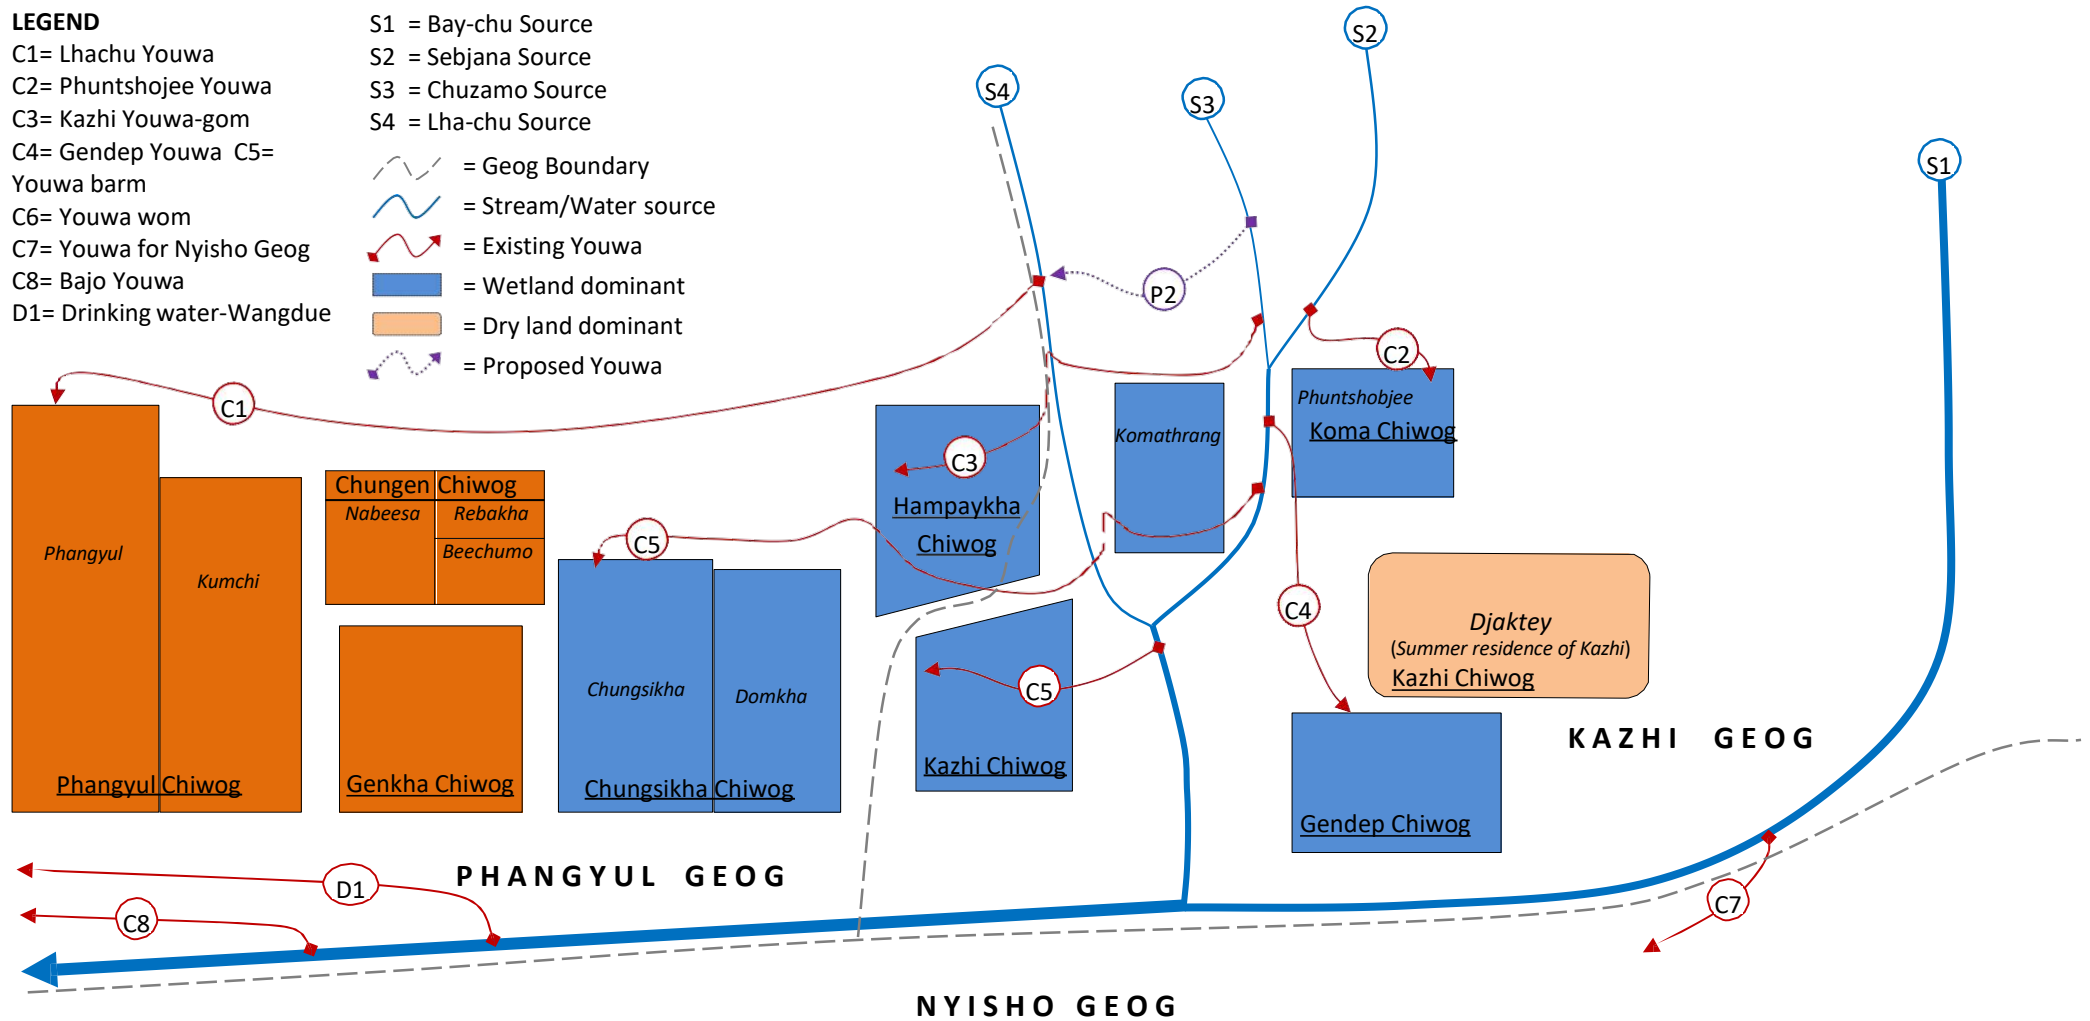 LEGEND
C1= Lhachu Youwa
C2= Phuntshojee Youwa
C3= Kazhi Youwa-gom
C4= Gendep Youwa  C5=
Youwa barm
C6= Youwa wom
C7= Youwa for Nyisho Geog
C8= Bajo Youwa
D1= Drinking water-Wangdue
S1 = Bay-chu Source
S2 = Sebjana Source
S3 = Chuzamo Source
S4 = Lha-chu Source
= Geog Boundary
= Stream/Water source
= Existing Youwa
= Wetland dominant
= Dry land dominant
= Proposed Youwa
S2
S4
S3
S1
P2
C2
C1
Phuntshobjee
Koma Chiwog
Komathrang
C3
Hampaykha
Chiwog
Chungen Chiwog
Nabeesa
Rebakha
Beechumo
C5
Phangyul
Kumchi
C4
Djaktey
(Summer residence of Kazhi)
Kazhi Chiwog
Chungsikha
Domkha
C5
Kazhi Chiwog
KAZHI GEOG
Phangyul Chiwog
Genkha Chiwog
Chungsikha Chiwog
Gendep Chiwog
PHANGYUL GEOG
D1
C8
C7
NYISHO GEOG